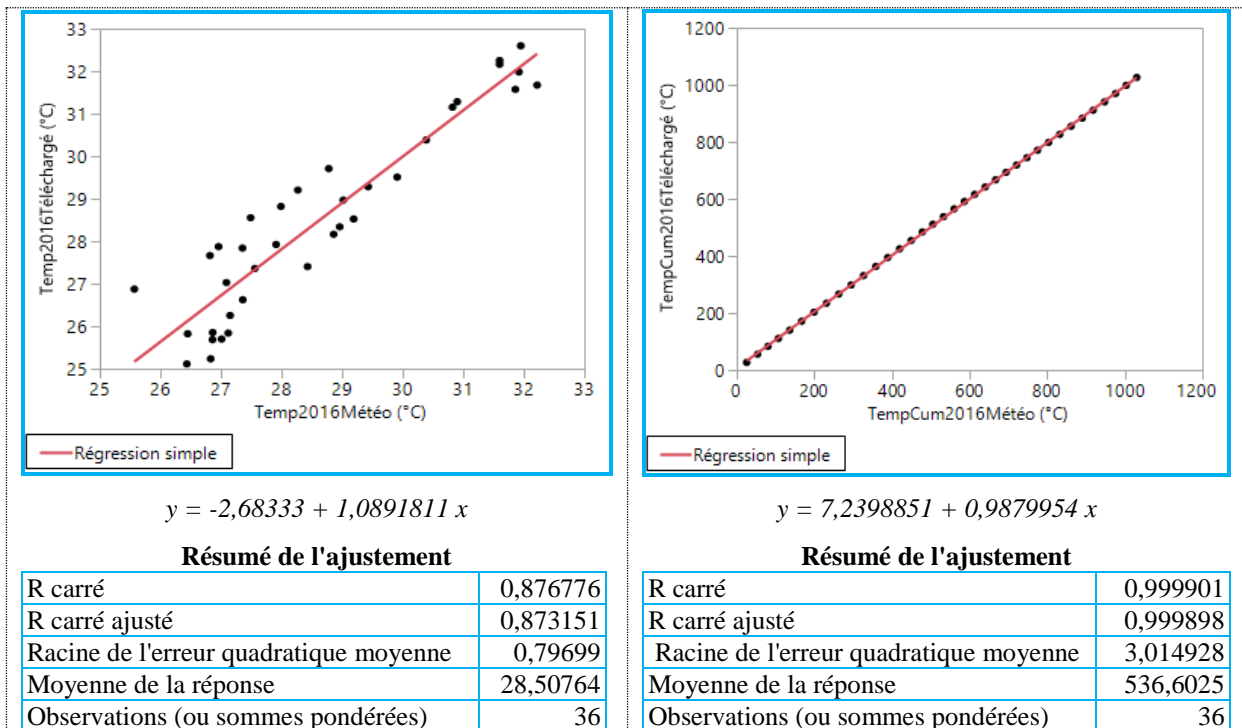 33
32
31
30
29
28
27
26
25
25 26 27 28 29 30 31 32 33
Temp2016Téléchargé (°C)
Temp2016Météo (°C)
Régression simple
y = -2,68333 + 1,0891811 x
Résumé de l'ajustement
R carré 0,876776
R carré ajusté 0,873151
Racine de l'erreur quadratique moyenne 0,79699
Moyenne de la réponse 28,50764
Observations (ou sommes pondérées) 36
1200
1000
800
600
400
200
0
0 200 400 600 800 1000 1200
TempCum2016Téléchargé (°C)
TempCum2016Météo (°C)
Régression simple
y = 7,2398851 + 0,9879954 x
Résumé de l'ajustement
R carré 0,999901
R carré ajusté 0,999898
Racine de l'erreur quadratique moyenne 3,014928
Moyenne de la réponse 536,6025
Observations (ou sommes pondérées) 36